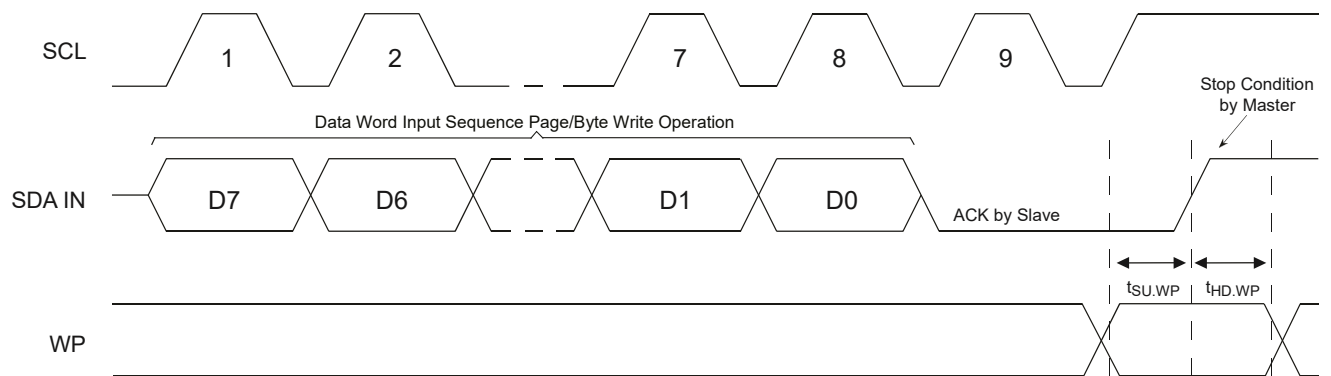 SCL
1
2
7
8
9
Stop Condition
by Master
Data Word Input Sequence Page/Byte Write Operation
SDA IN
D7
D6
D1
D0
ACK by Slave
tSU.WP
tHD.WP
WP